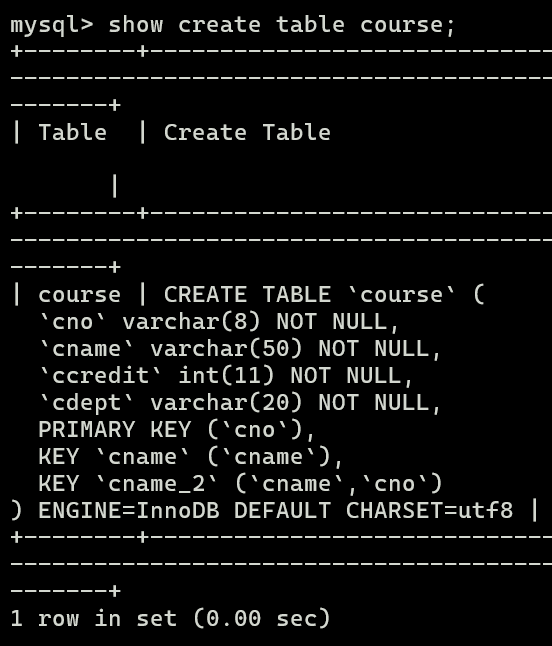 mysql> show create table course;
+--------+-----------------------------
---------------------------------------
-------+
| Table  | Create Table
       |
+--------+-----------------------------
---------------------------------------
-------+
| course | CREATE TABLE `course` (
  `cno` varchar(8) NOT NULL,
  `cname` varchar(50) NOT NULL,
  `ccredit` int(11) NOT NULL,
  `cdept` varchar(20) NOT NULL,
  PRIMARY KEY (`cno`),
  KEY `cname` (`cname`),
  KEY `cname_2` (`cname`,`cno`)
) ENGINE=InnoDB DEFAULT CHARSET=utf8 |
+--------+-----------------------------
---------------------------------------
-------+
1 row in set (0.00 sec)